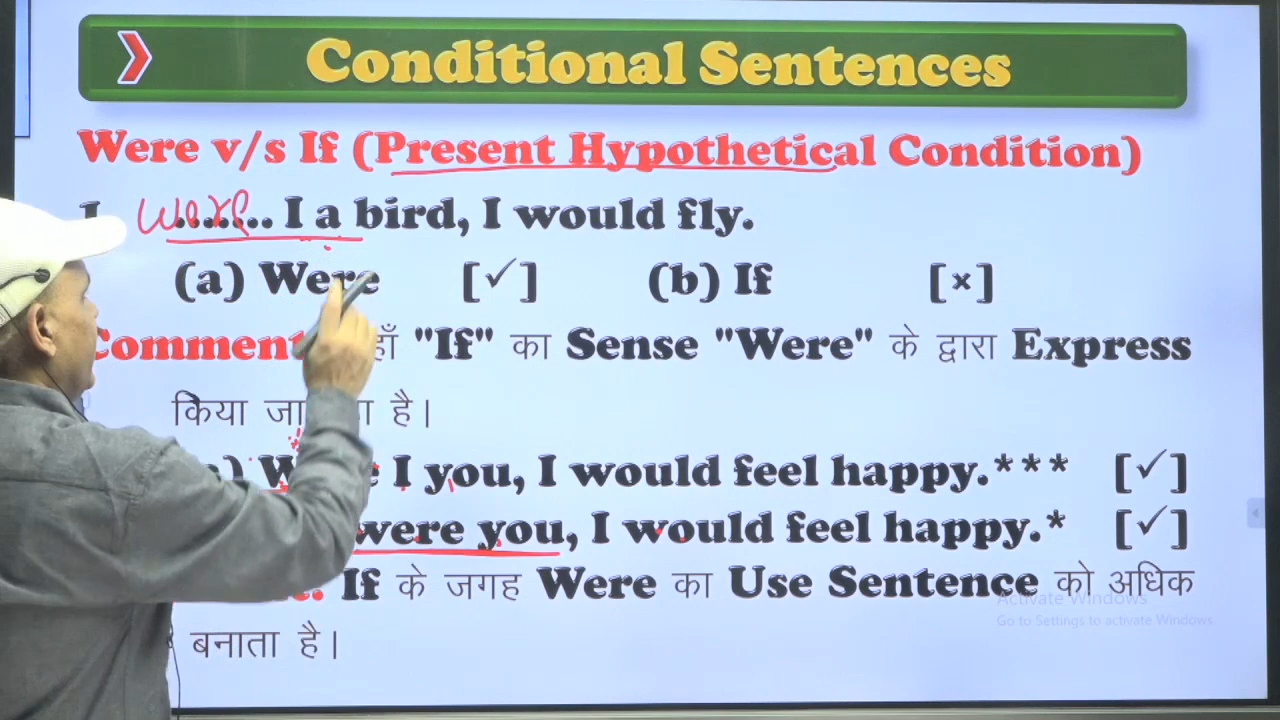 Conditional Sentences
Were v/s If (Present Hypothetical Condition)
were ........ I a bird, I would fly.
(a) Were [✓] (b) If [×]
Comment "If" का Sense "Were" के द्वारा Express
किया है।
I you, I would feel happy.*** [✓]
were you, I would feel happy.* [✓]
If के जगह Were का Use Sentence को अधिक
बनाता है।
Activate Windows
Go to Settings to activate Windows.